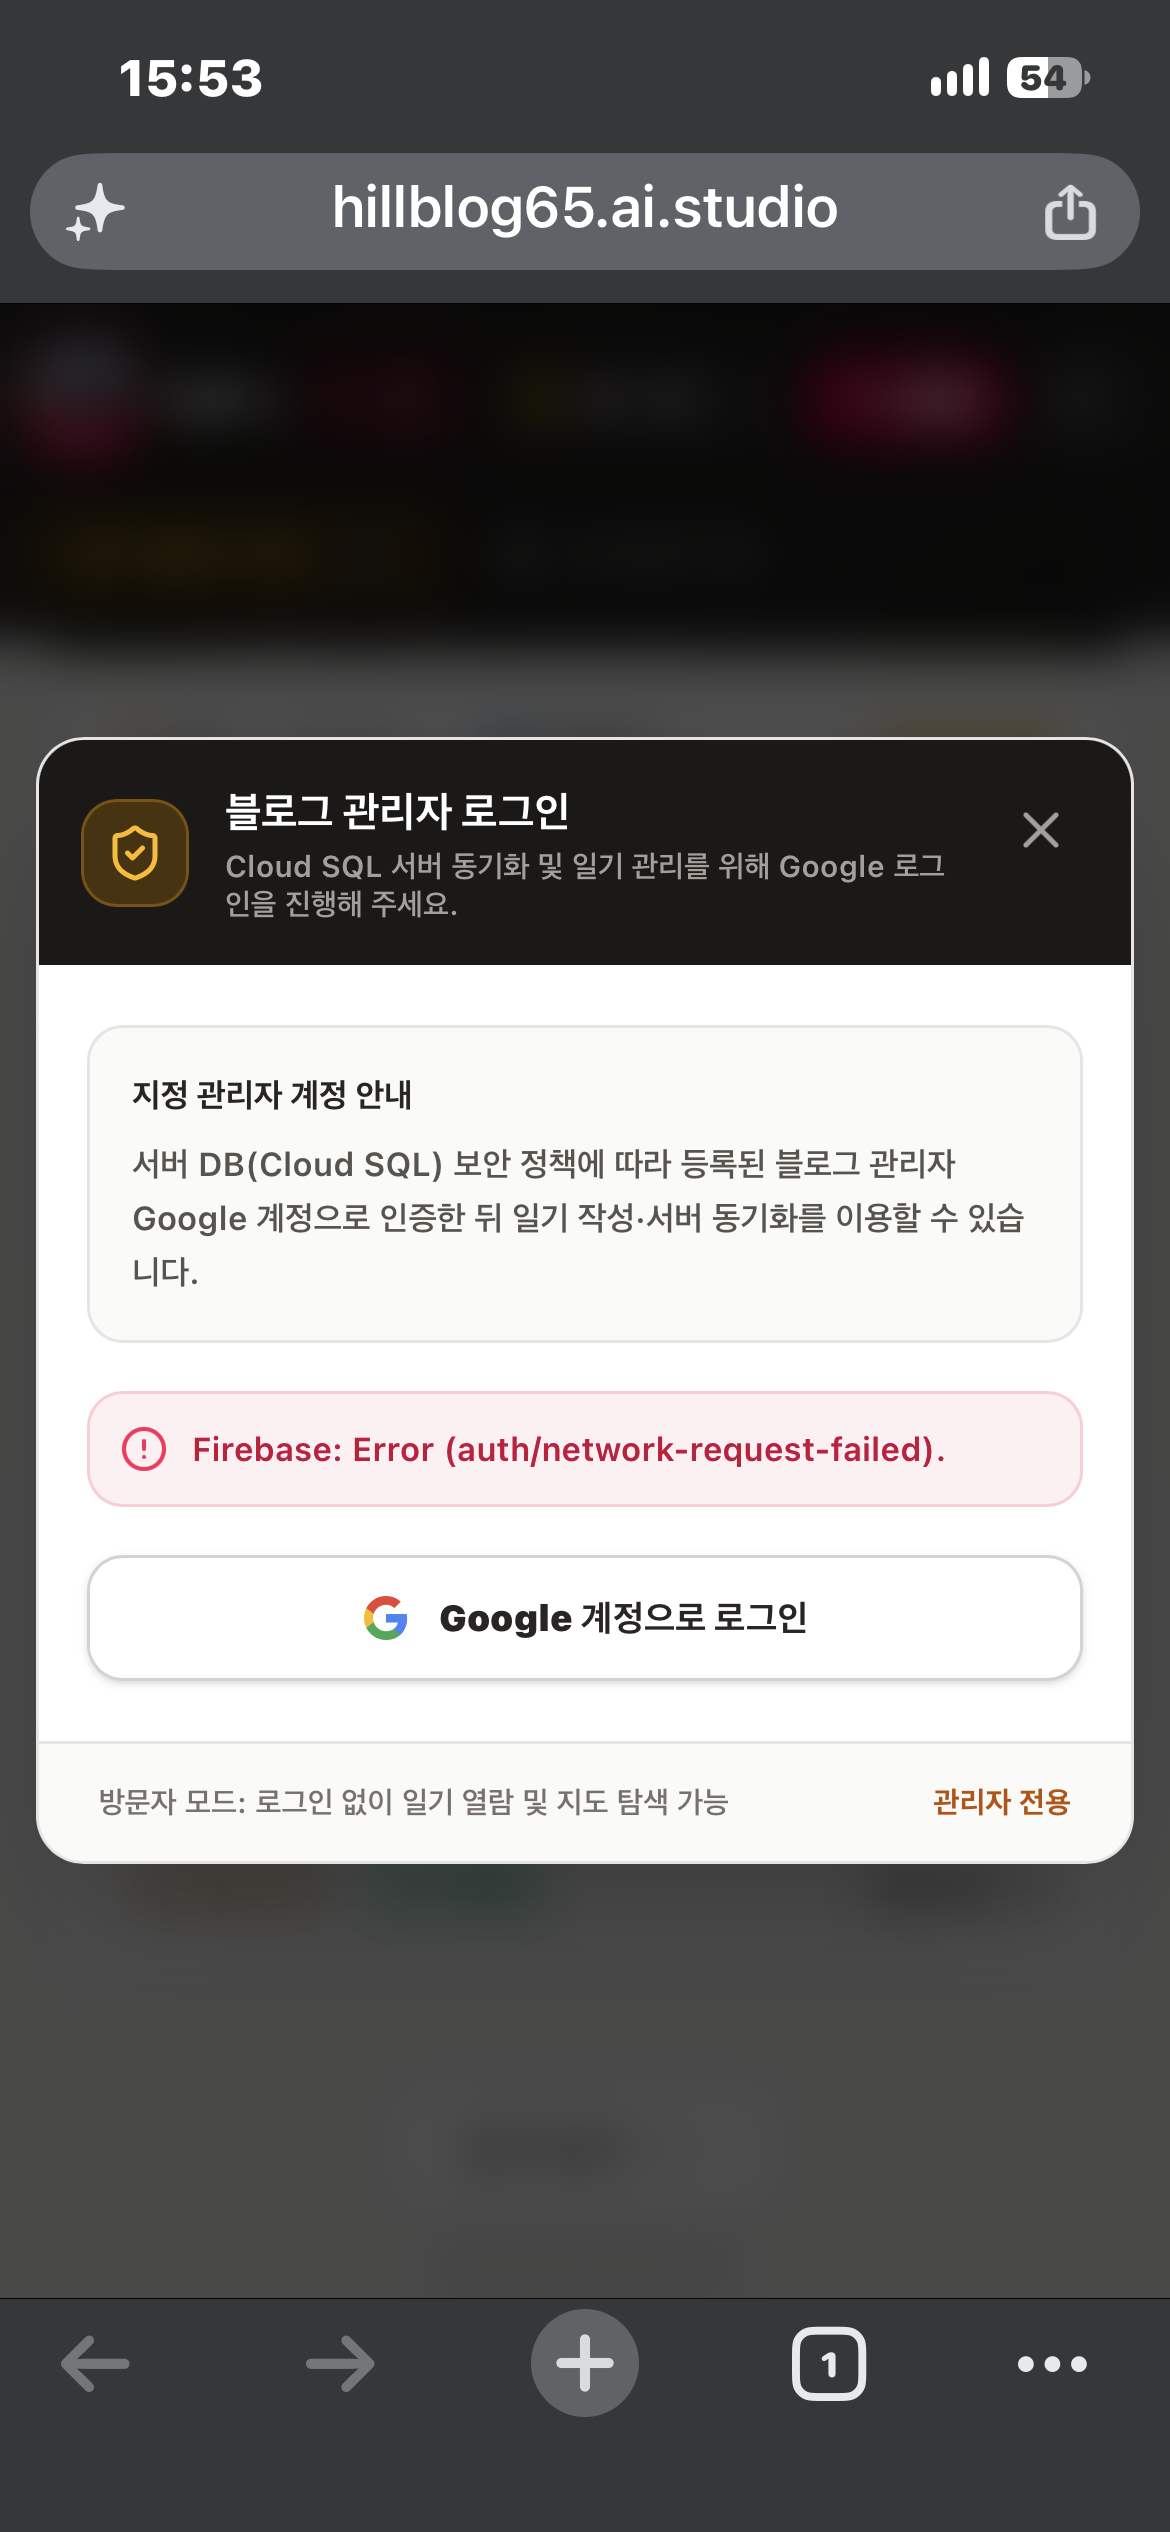 15:53
54
hillblog65.ai.studio
블로그 관리자 로그인
Cloud SQL 서버 동기화 및 일기 관리를 위해 Google 로그
인을 진행해 주세요.
지정 관리자 계정 안내
서버 DB(Cloud SQL) 보안 정책에 따라 등록된 블로그 관리자
Google 계정으로 인증한 뒤 일기 작성·서버 동기화를 이용할 수 있습
니다.
Firebase: Error (auth/network-request-failed).
Google 계정으로 로그인
방문자 모드: 로그인 없이 일기 열람 및 지도 탐색 가능
관리자 전용
1